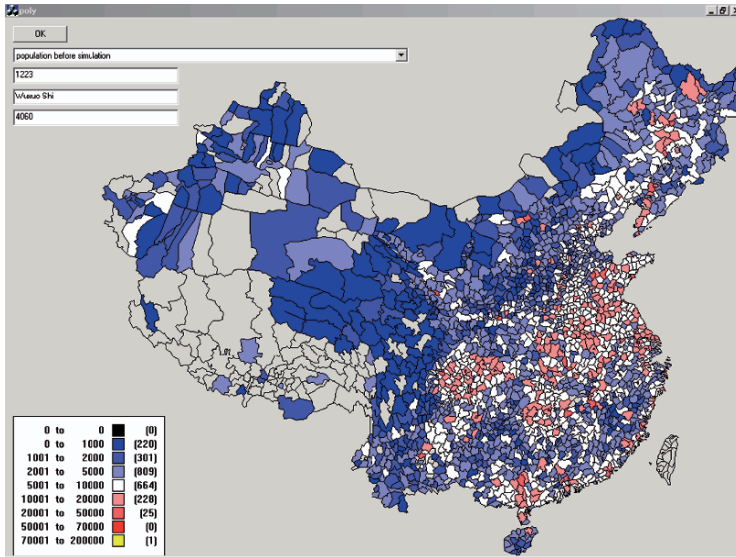 poly
OK
population before simulation
1223
Wuxuo Shi
4060
0 to 0 (0)
0 to 1000 (220)
1001 to 2000 (301)
2001 to 5000 (809)
5001 to 10000 (664)
10001 to 20000 (228)
20001 to 50000 (25)
50001 to 70000 (0)
70001 to 200000 (1)